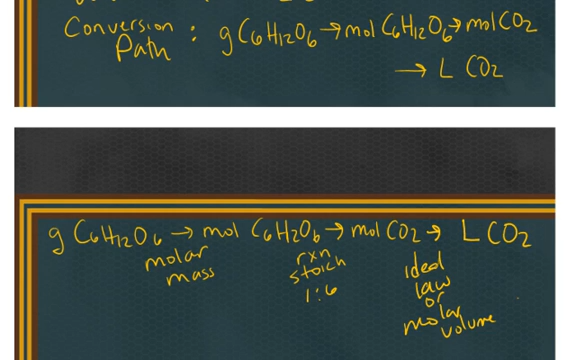 Conversion Path : g C6H12O6 → mol C6H12O6 → mol CO2
→ L CO2
g C6H12O6 → mol C6H2O6 → mol CO2 → L CO2
molar mass
rxn stoich 1:6
ideal law or molar volume